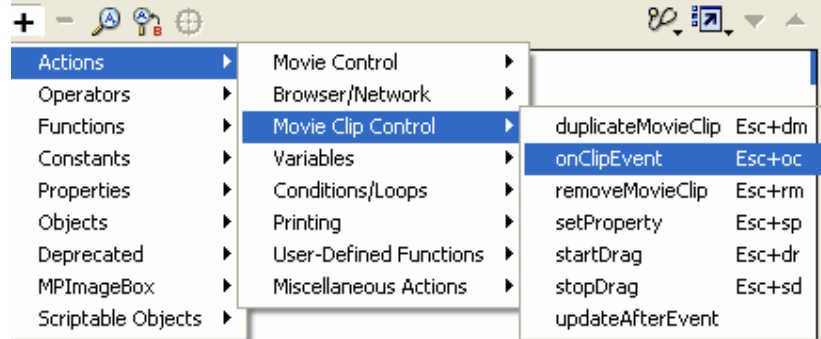 Actions
Operators
Functions
Constants
Properties
Objects
Deprecated
MPImageBox
Scriptable Objects
Movie Control
Browser/Network
Movie Clip Control
Variables
Conditions/Loops
Printing
User-Defined Functions
Miscellaneous Actions
duplicateMovieClip Esc+dm
onClipEvent Esc+oc
removeMovieClip Esc+rm
setProperty Esc+sp
startDrag Esc+dr
stopDrag Esc+sd
updateAfterEvent